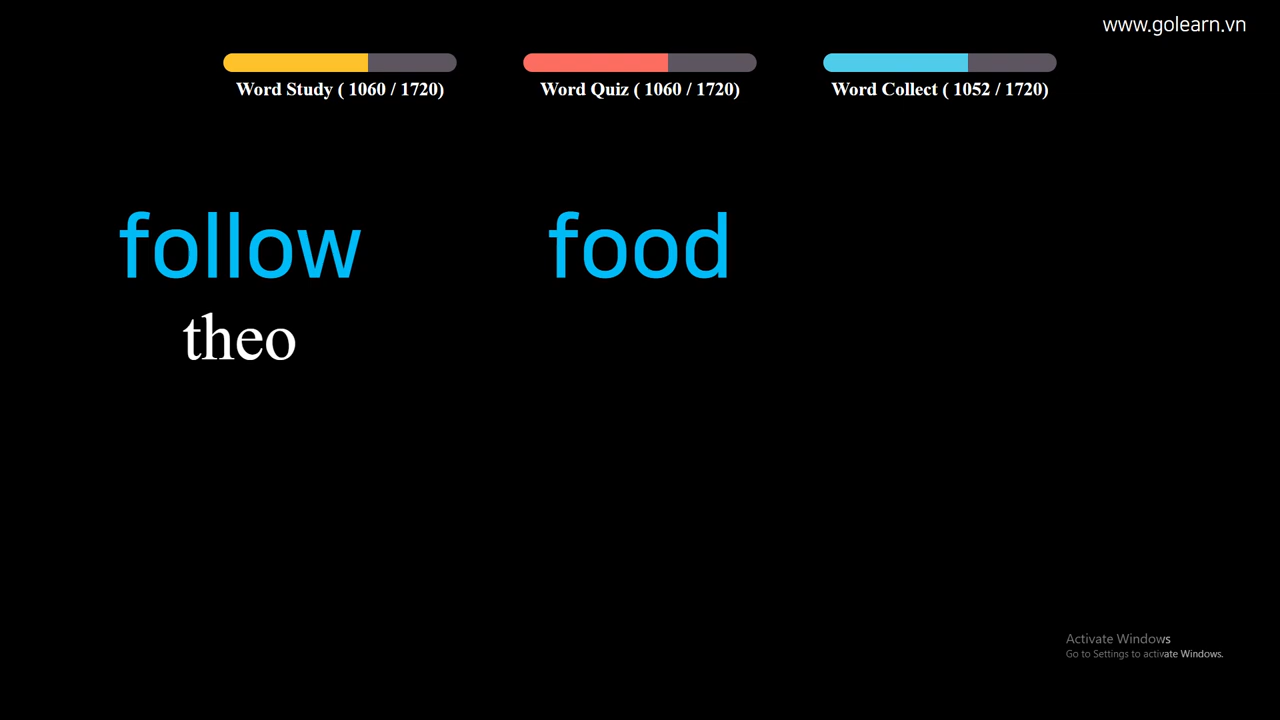 www.golearn.vn
Word Study ( 1060 / 1720)
Word Quiz ( 1060 / 1720)
Word Collect ( 1052 / 1720)
follow
food
theo
Activate Windows
Go to Settings to activate Windows.